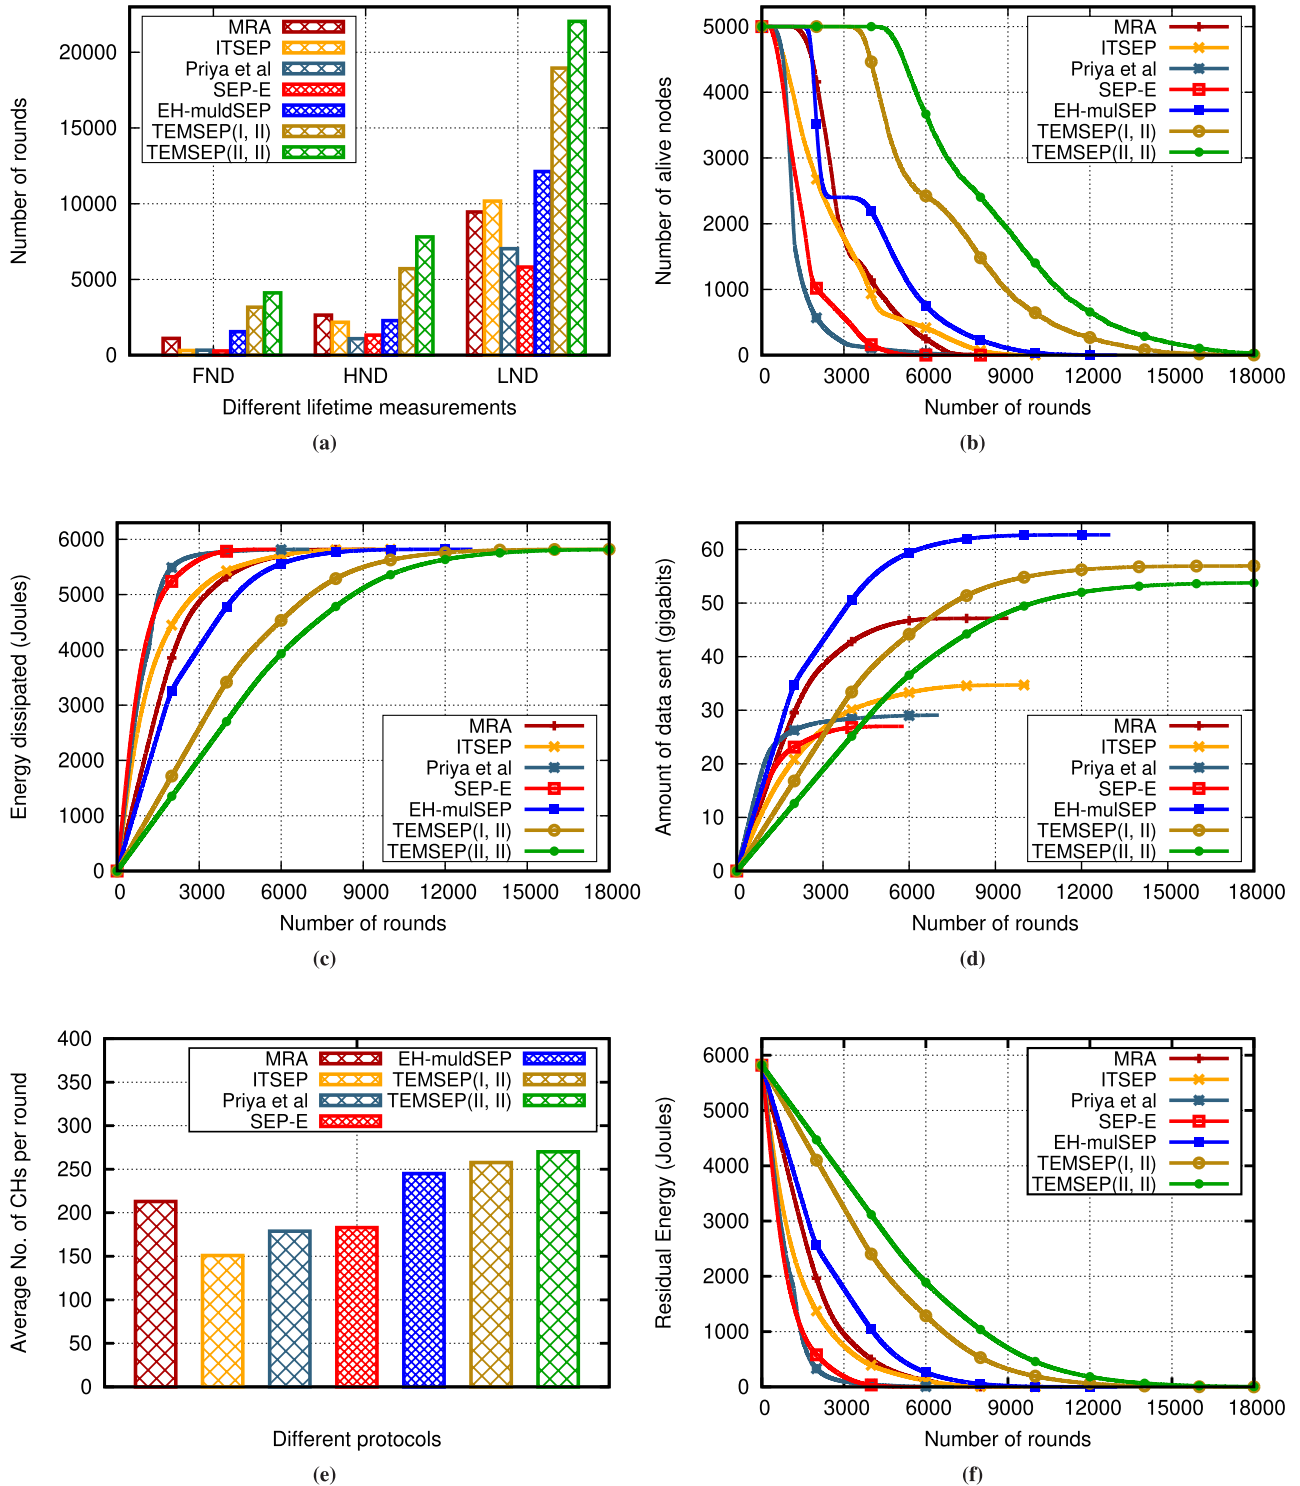 Number of rounds
20000
15000
10000
5000
0
MRA
ITSEP
Priya et al
SEP-E
EH-muldSEP
TEMSEP(I, II)
TEMSEP(II, II)
FND HND LND
Different lifetime measurements
(a)
Number of alive nodes
5000
4000
3000
2000
1000
0
MRA
ITSEP
Priya et al
SEP-E
EH-mulSEP
TEMSEP(I, II)
TEMSEP(II, II)
0 3000 6000 9000 12000 15000 18000
Number of rounds
(b)
Energy dissipated (Joules)
6000
5000
4000
3000
2000
1000
0
MRA
ITSEP
Priya et al
SEP-E
EH-mulSEP
TEMSEP(I, II)
TEMSEP(II, II)
0 3000 6000 9000 12000 15000 18000
Number of rounds
(c)
Amount of data sent (gigabits)
60
50
40
30
20
10
0
MRA
ITSEP
Priya et al
SEP-E
EH-mulSEP
TEMSEP(I, II)
TEMSEP(II, II)
0 3000 6000 9000 12000 15000 18000
Number of rounds
(d)
Average No. of CHs per round
400
350
300
250
200
150
100
50
0
MRA EH-muldSEP
ITSEP TEMSEP(I, II)
Priya et al TEMSEP(II, II)
SEP-E
Different protocols
(e)
Residual Energy (Joules)
6000
5000
4000
3000
2000
1000
0
MRA
ITSEP
Priya et al
SEP-E
EH-mulSEP
TEMSEP(I, II)
TEMSEP(II, II)
0 3000 6000 9000 12000 15000 18000
Number of rounds
(f)